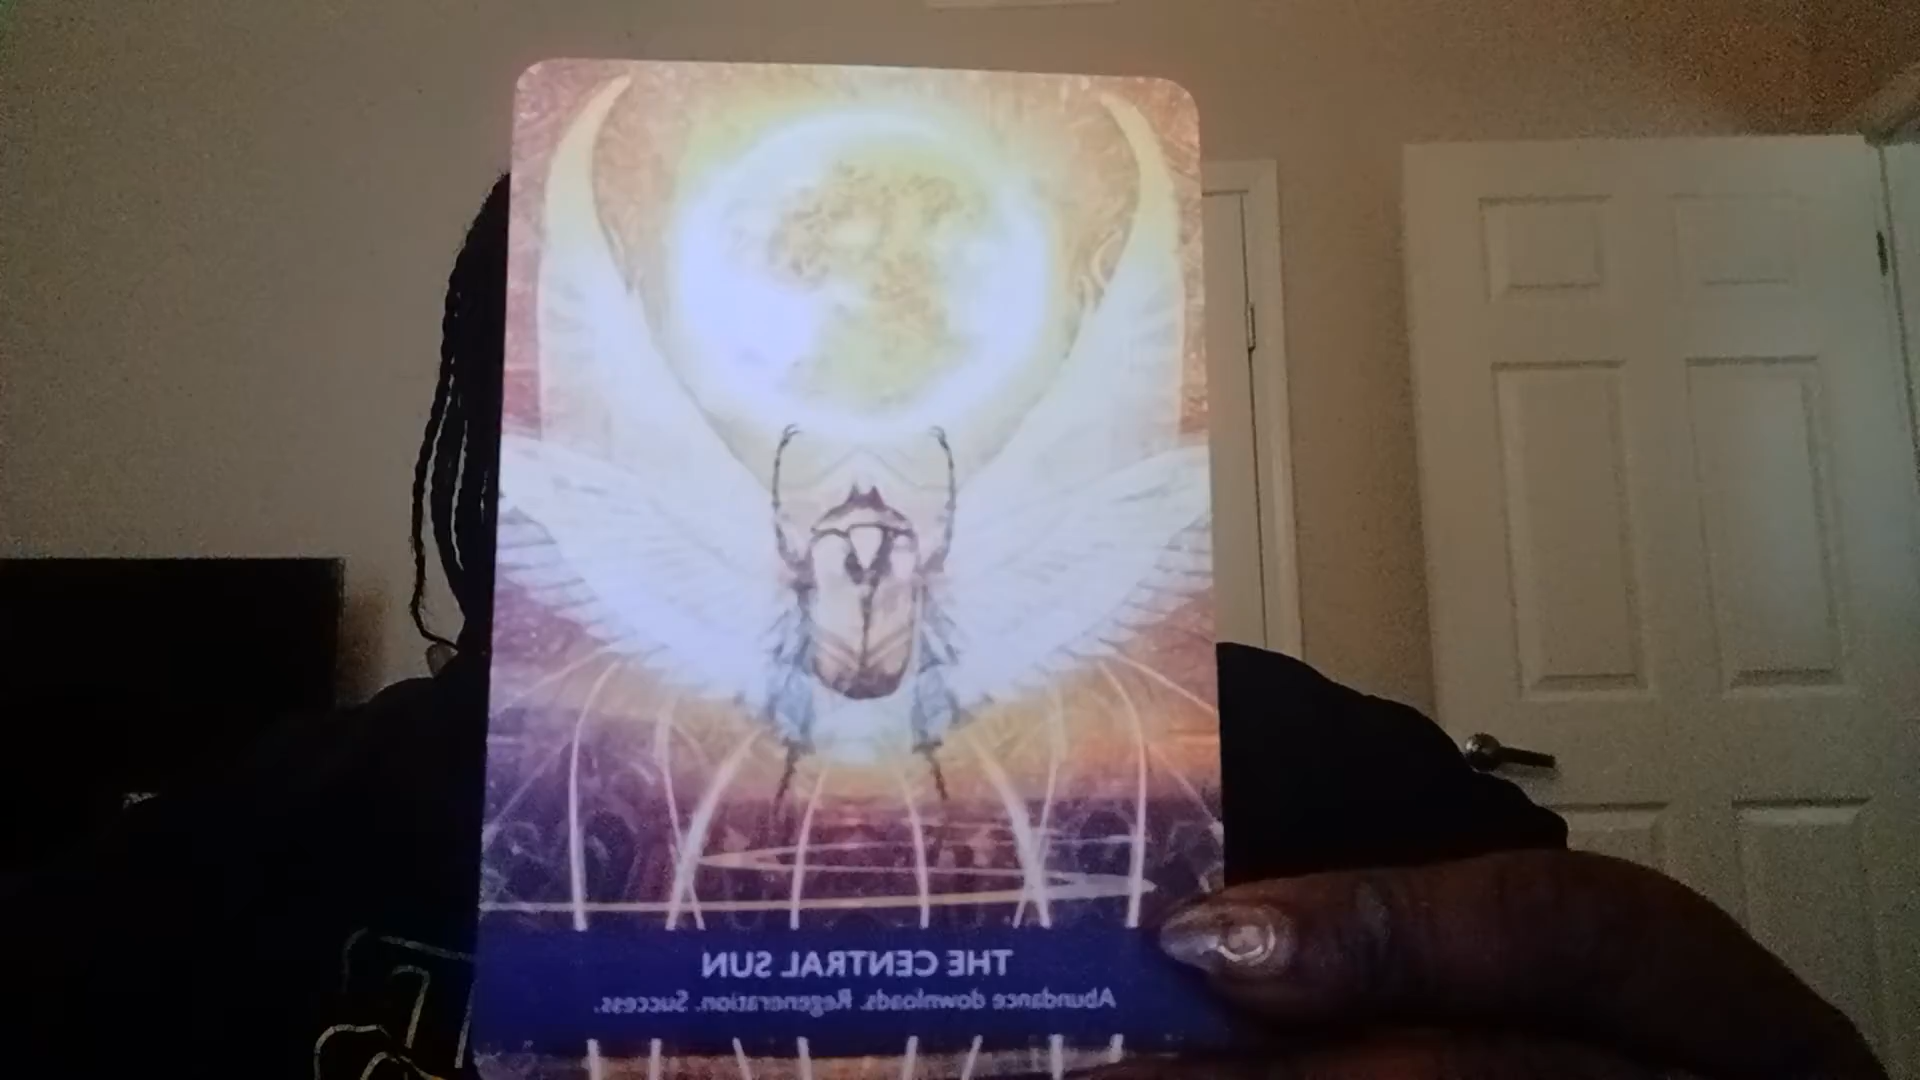 THE CENTRAL SUN
Abundance downloads. Regeneration. Success.